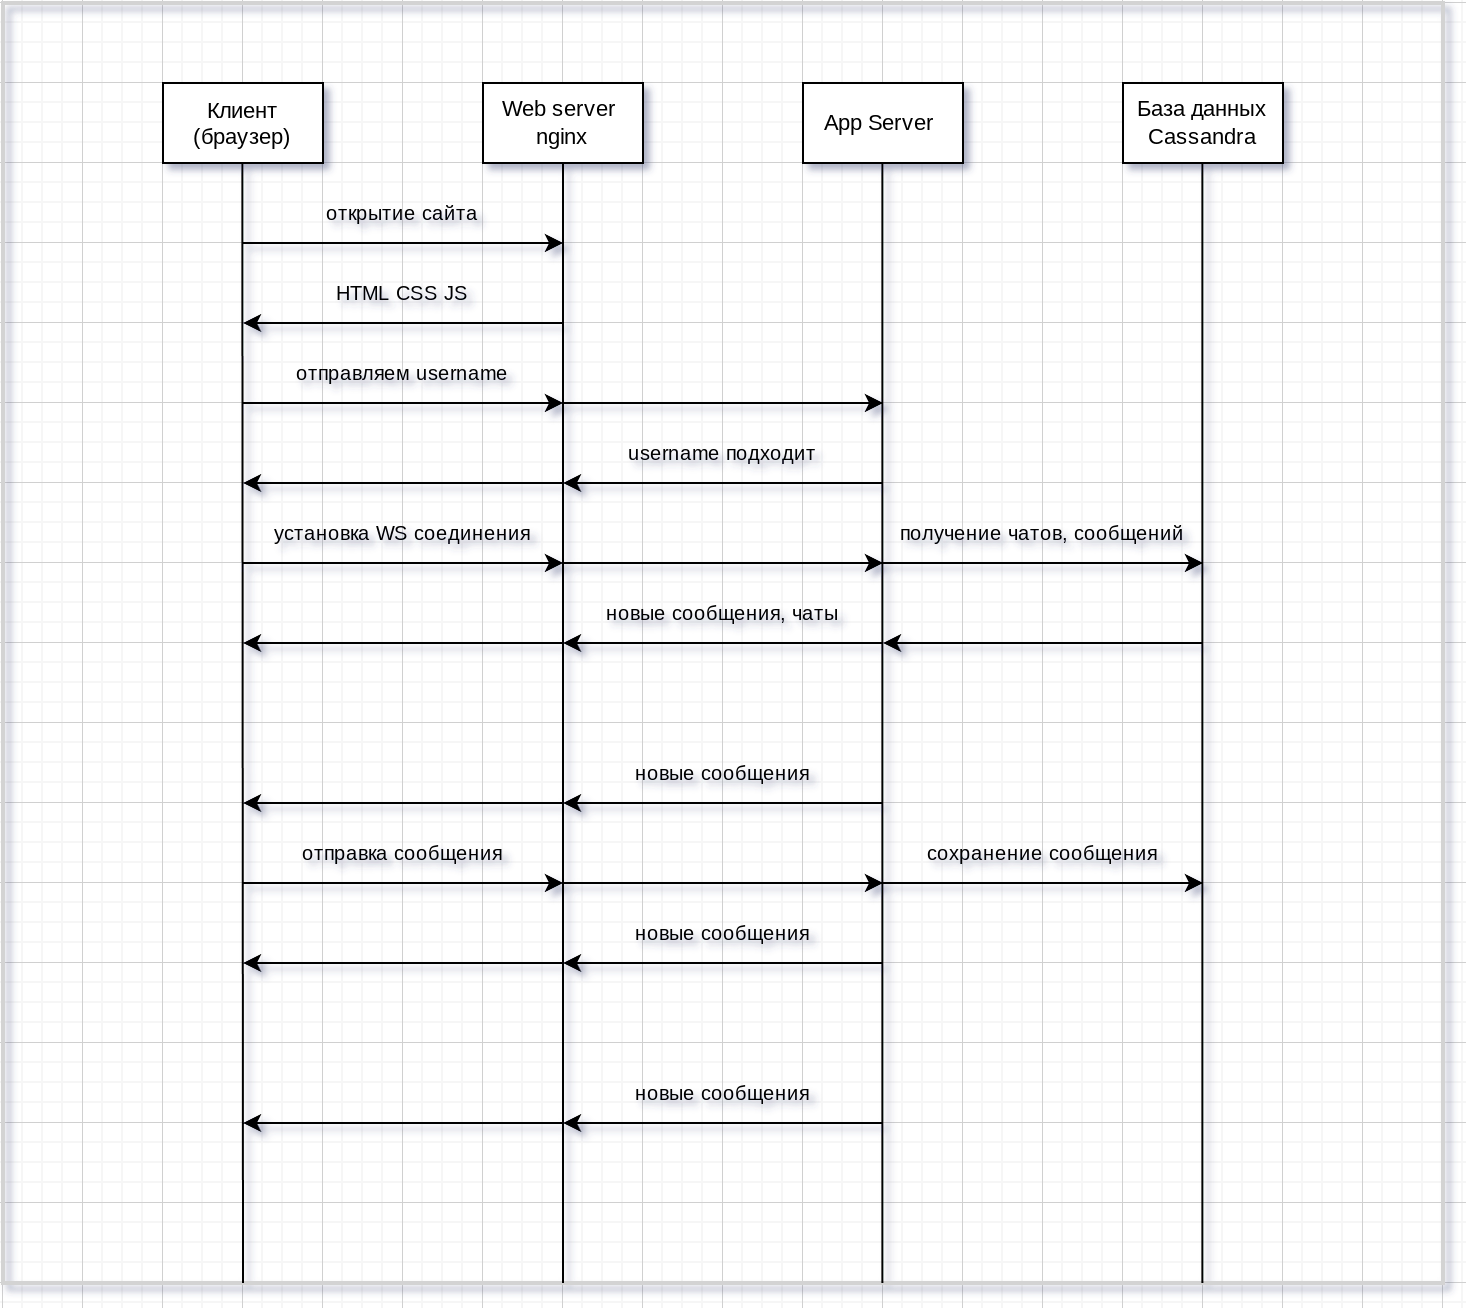 Клиент
(браузер)
Web server
nginx
App Server
База данных
Cassandra
открытие сайта
HTML CSS JS
отправляем username
username подходит
установка WS соединения
получение чатов, сообщений
новые сообщения, чаты
новые сообщения
отправка сообщения
сохранение сообщения
новые сообщения
новые сообщения